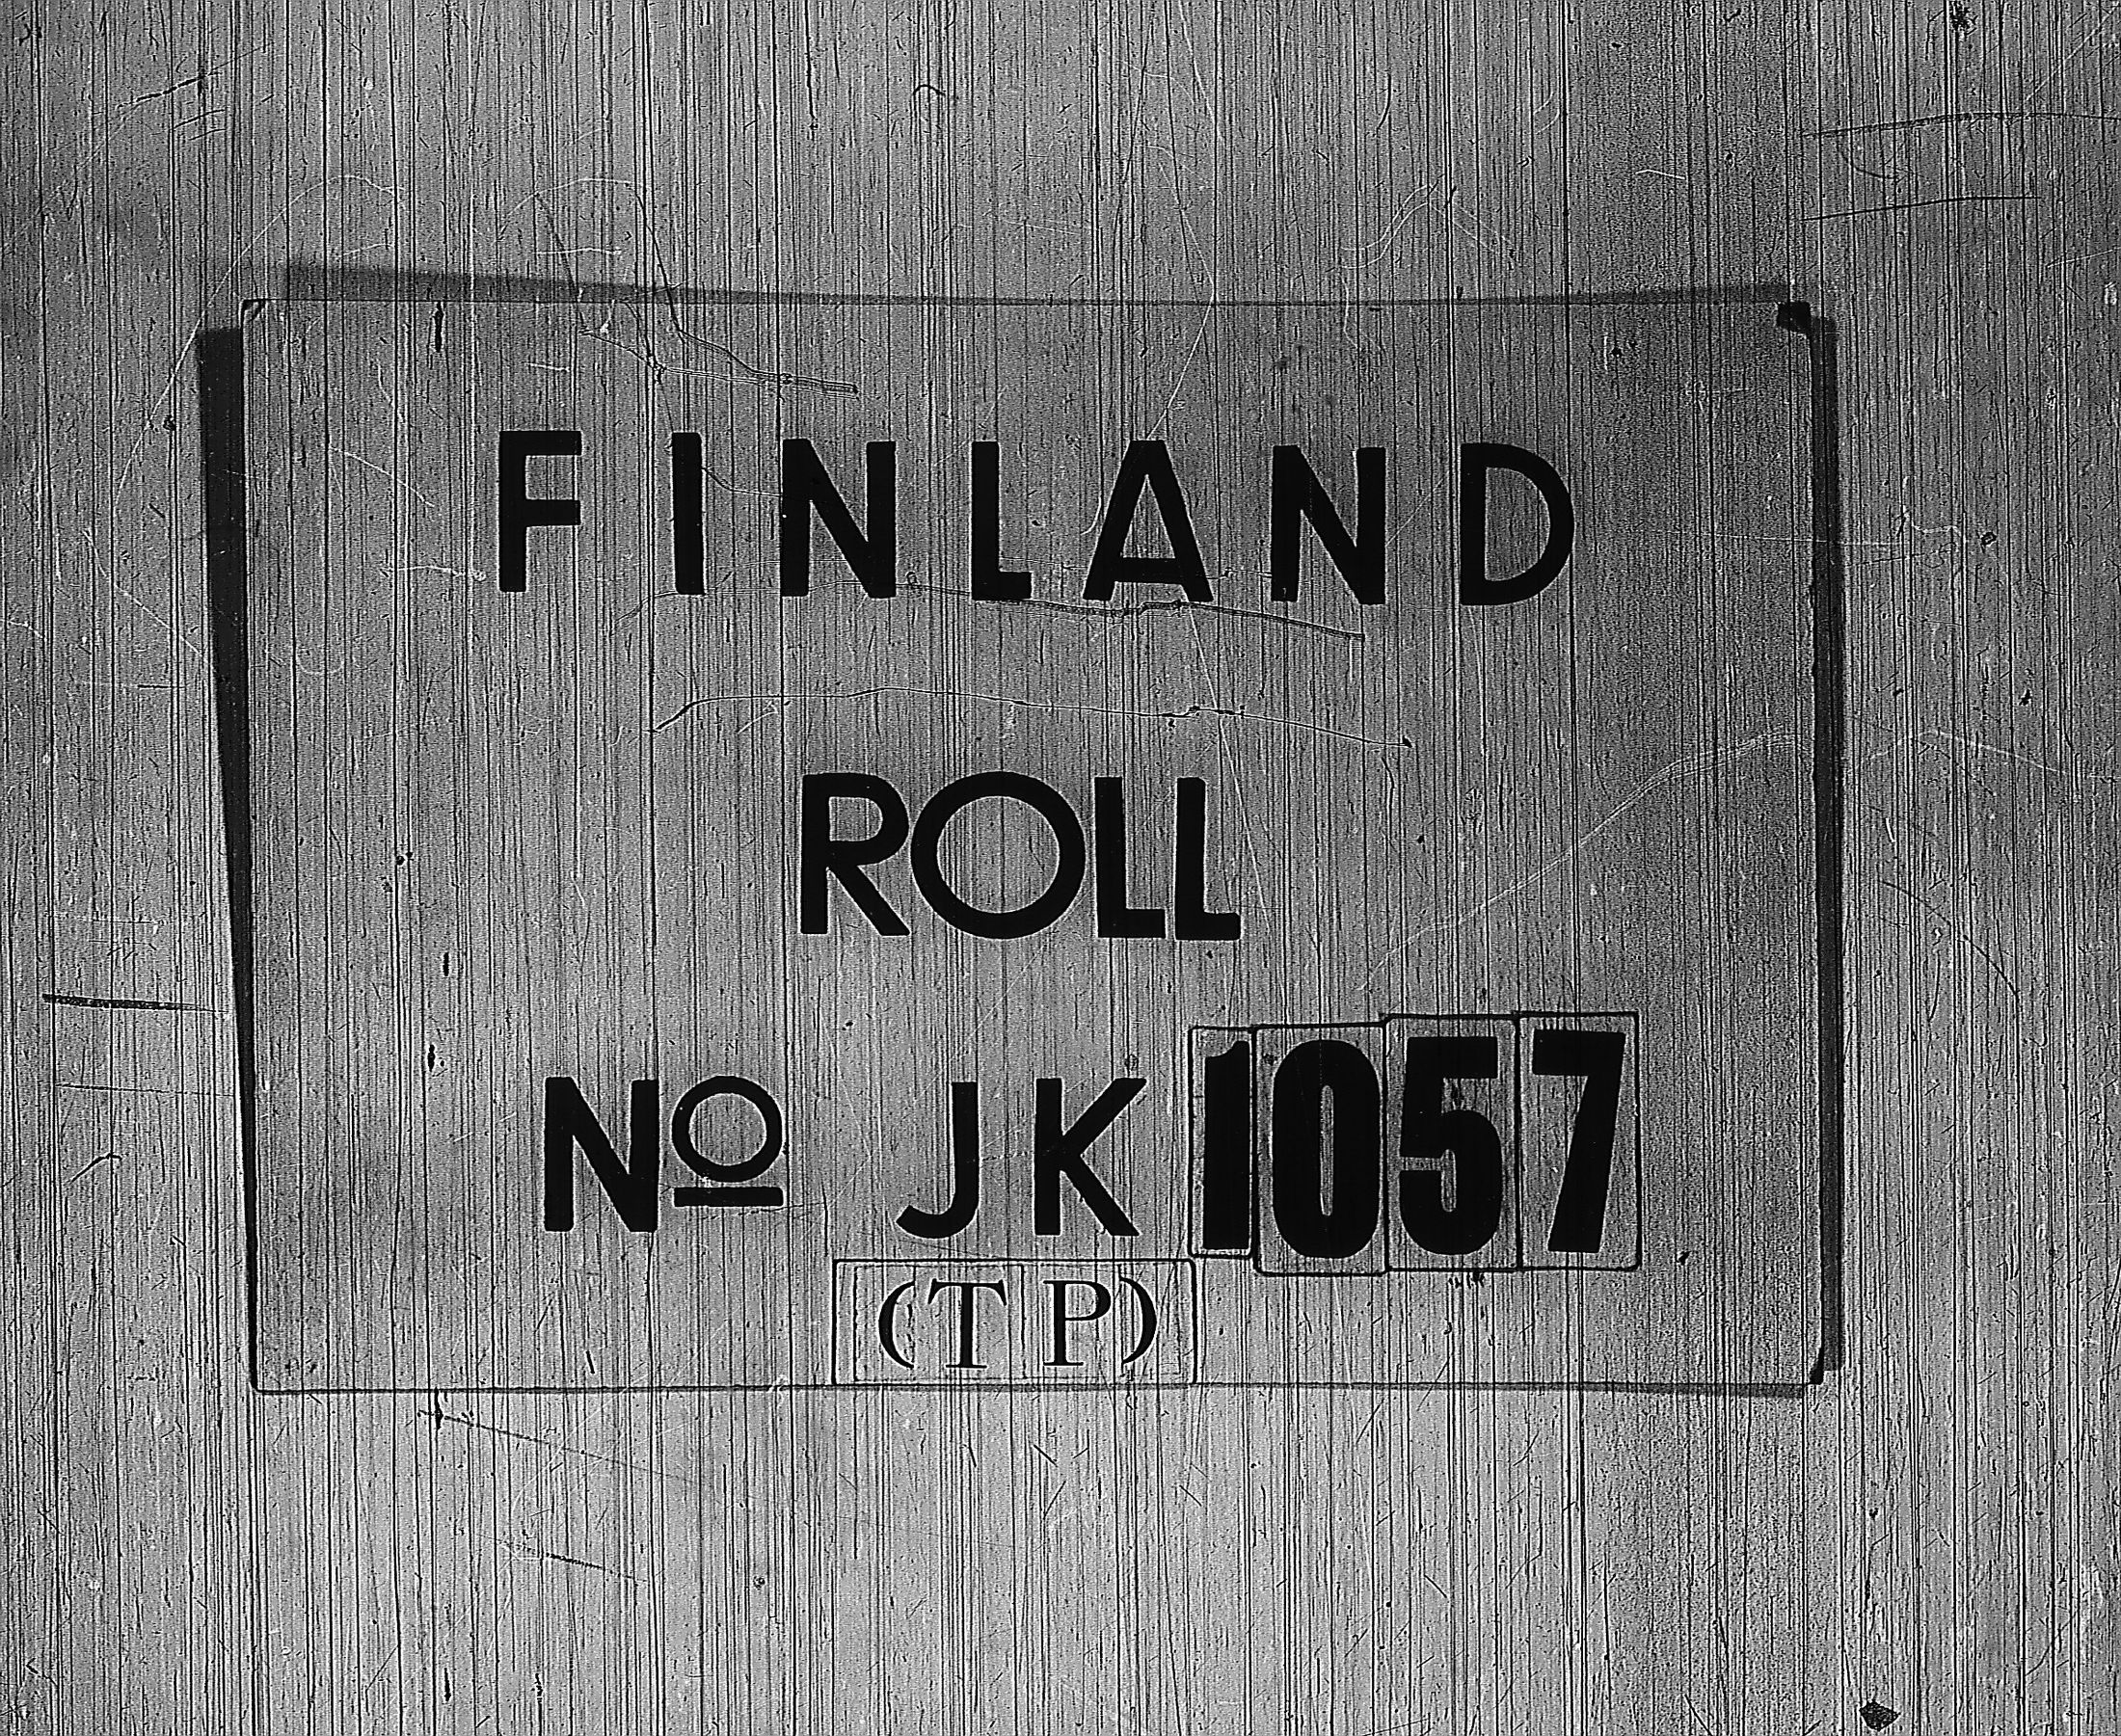 FINLAND
ROLL
Nº JK 1057
(TP)